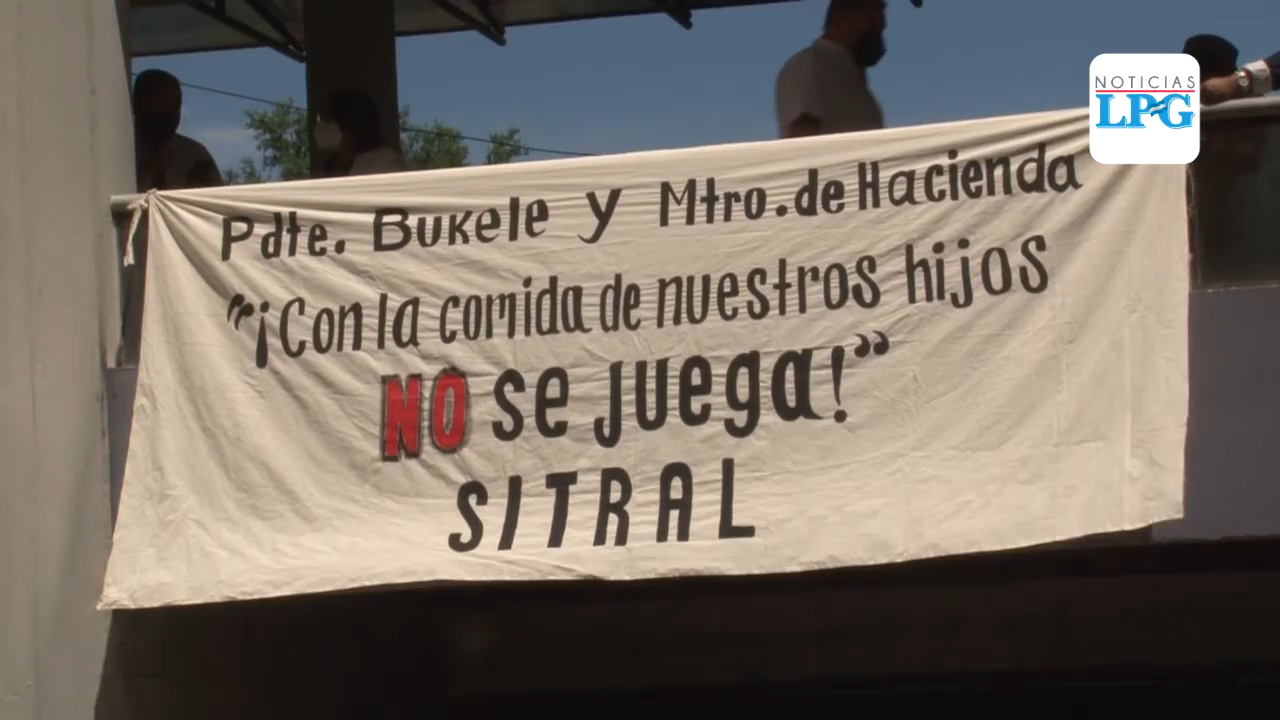 NOTICIAS
LPG
Pdte. Bukele y Mtro. de Hacienda
"¡Con la comida de nuestros hijos
NO se juega!"
SITRAL